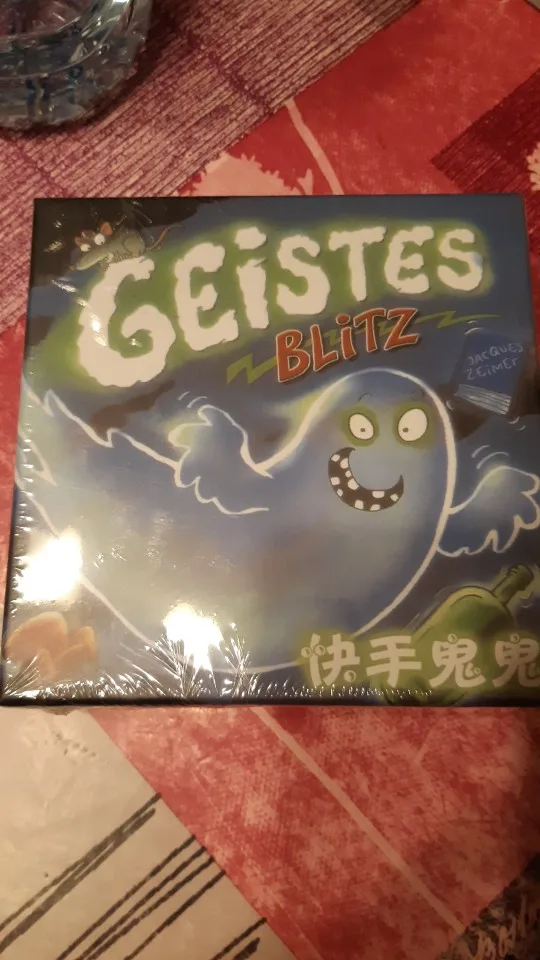 GEiSTES
BLiTZ
JACQUES
ZEiMET
快手鬼鬼